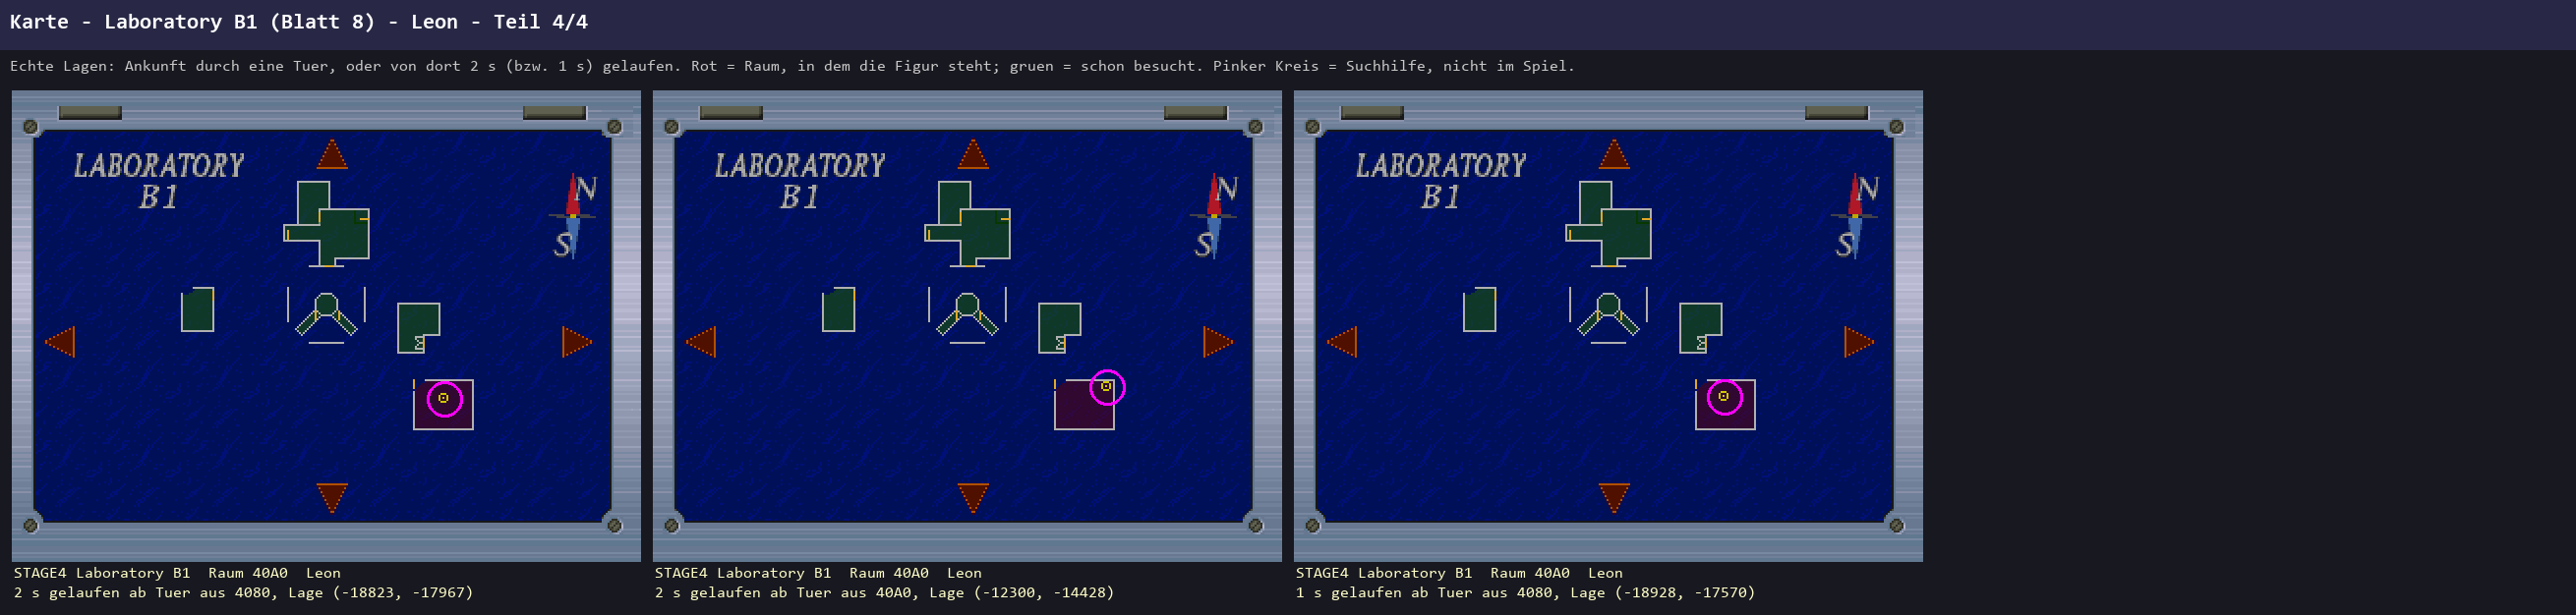 Karte - Laboratory B1 (Blatt 8) - Leon - Teil 4/4
Echte Lagen: Ankunft durch eine Tuer, oder von dort 2 s (bzw. 1 s) gelaufen. Rot = Raum, in dem die Figur steht; gruen = schon besucht. Pinker Kreis = Suchhilfe, nicht im Spiel.
LABORATORY
B1
N
S
LABORATORY
B1
N
S
LABORATORY
B1
N
S
STAGE4 Laboratory B1  Raum 40A0  Leon
2 s gelaufen ab Tuer aus 4080, Lage (-18823, -17967)
STAGE4 Laboratory B1  Raum 40A0  Leon
2 s gelaufen ab Tuer aus 40A0, Lage (-12300, -14428)
STAGE4 Laboratory B1  Raum 40A0  Leon
1 s gelaufen ab Tuer aus 4080, Lage (-18928, -17570)